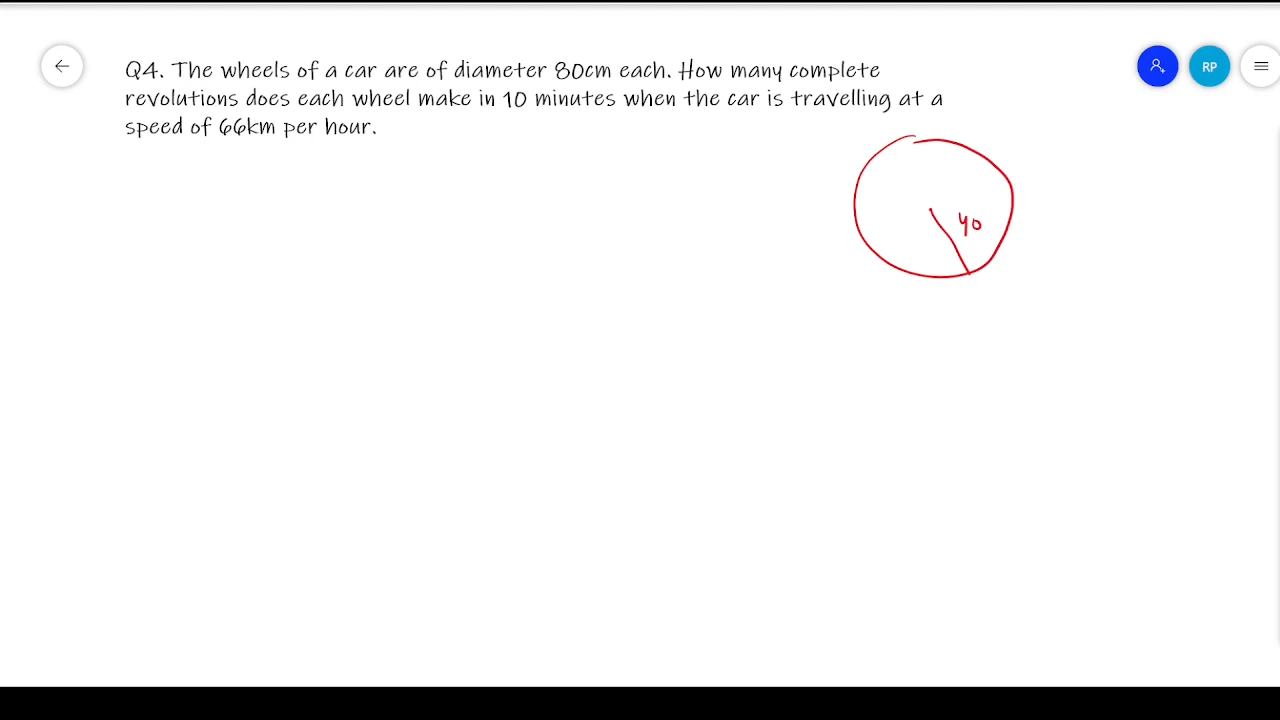 Q4. The wheels of a car are of diameter 80cm each. How many complete
revolutions does each wheel make in 10 minutes when the car is travelling at a
speed of 66km per hour.
40
RP